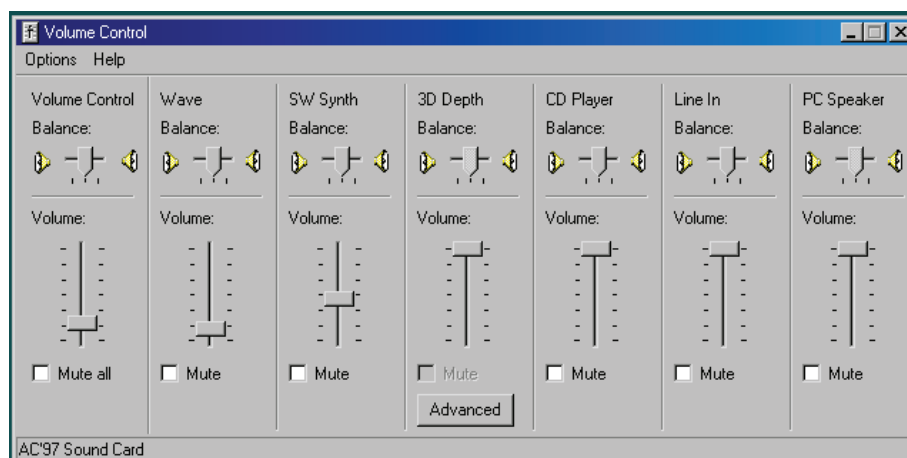 Volume Control
Options Help
Volume Control Wave SW Synth 3D Depth CD Player Line In PC Speaker
Balance: Balance: Balance: Balance: Balance: Balance: Balance:
Volume: Volume: Volume: Volume: Volume: Volume: Volume:
Mute all Mute Mute Mute Mute Mute Mute
Advanced
AC'97 Sound Card